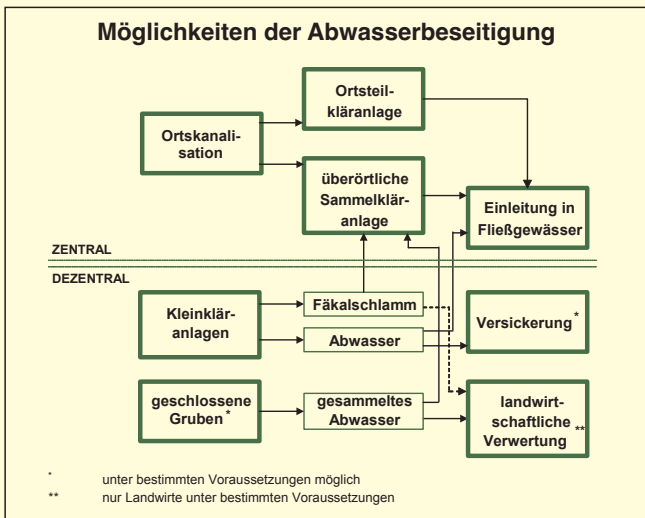 Möglichkeiten der Abwasserbeseitigung
Ortsteil-
kläranlage
Ortskanali-
sation
überörtliche
Sammelklär-
anlage
Einleitung in
Fließgewässer
ZENTRAL
DEZENTRAL
Kleinklär-
anlagen
Fäkalschlamm
Abwasser
Versickerung *
geschlossene
Gruben *
gesammeltes
Abwasser
landwirt-
schaftliche
Verwertung **
* unter bestimmten Voraussetzungen möglich
** nur Landwirte unter bestimmten Voraussetzungen